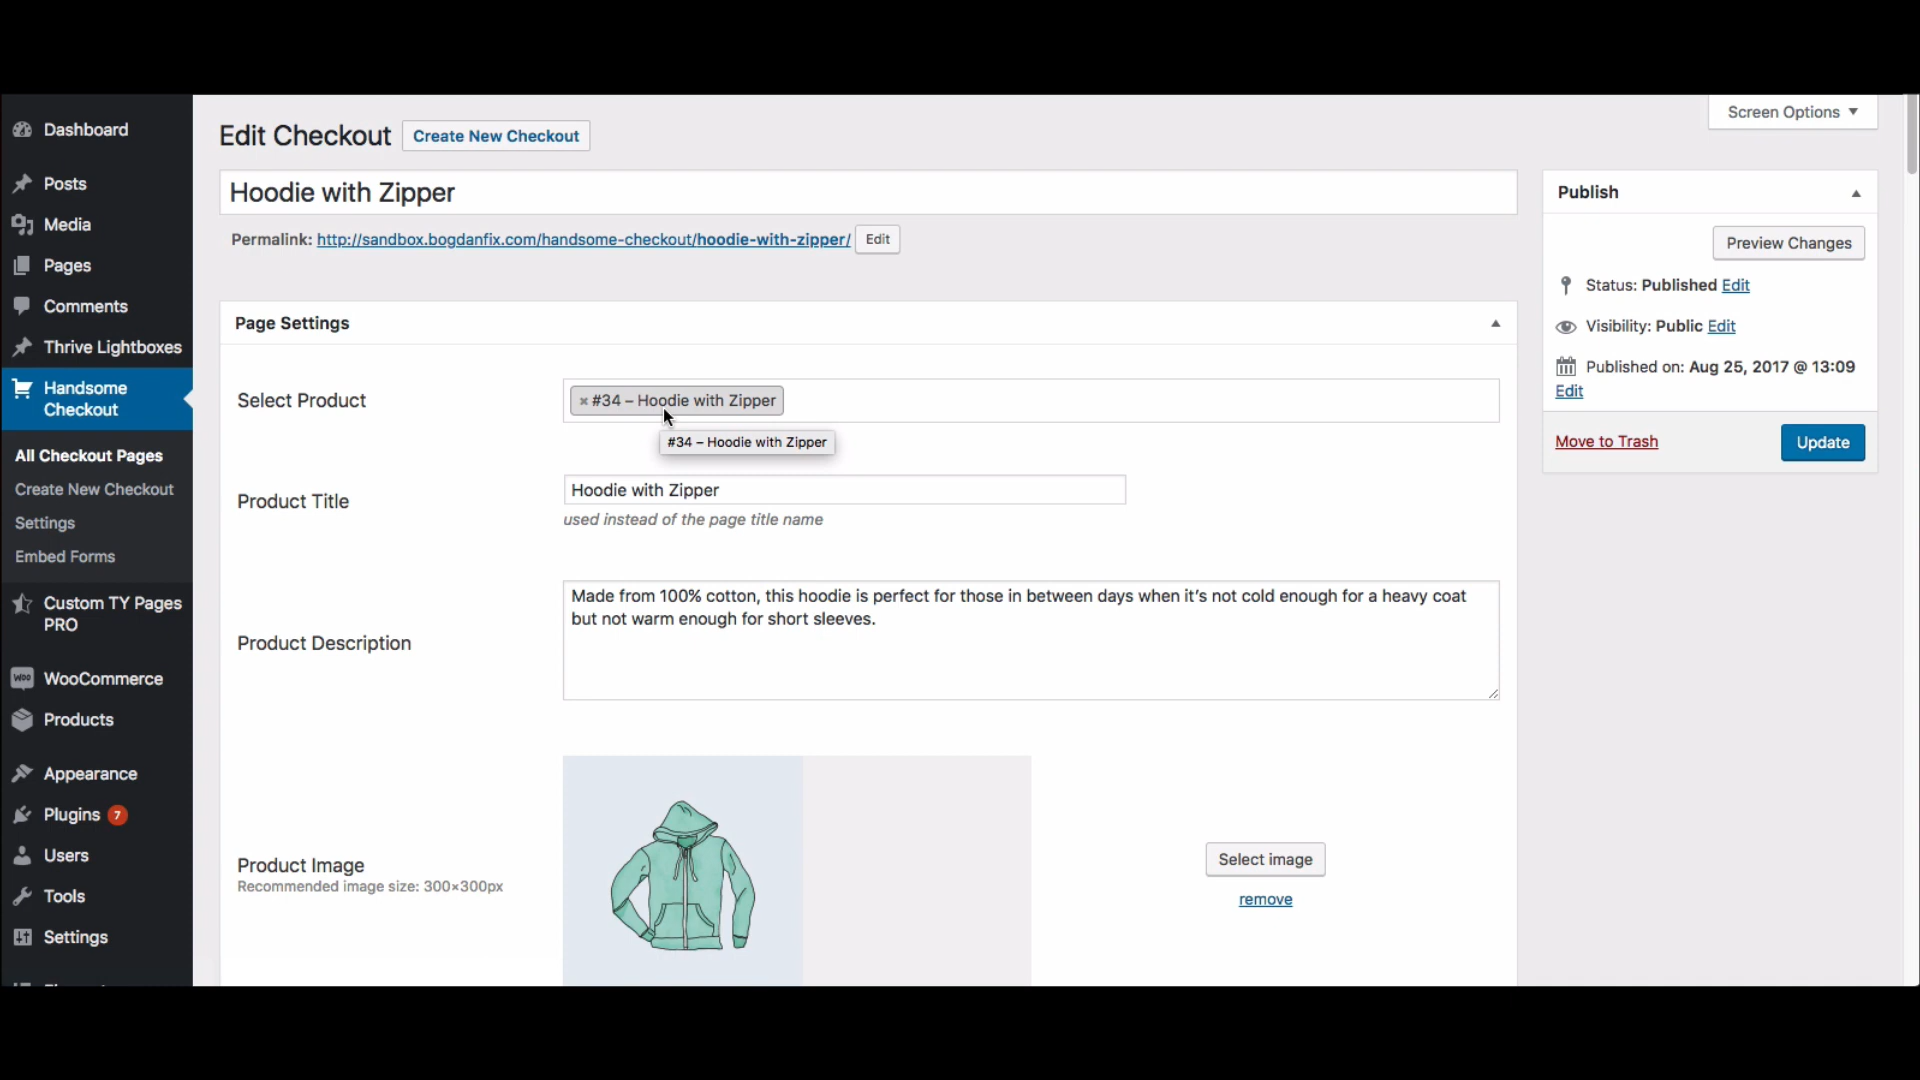 Screen Options
Dashboard
Posts
Media
Pages
Comments
Thrive Lightboxes
Handsome
Checkout
All Checkout Pages
Create New Checkout
Settings
Embed Forms
Custom TY Pages
PRO
WooCommerce
Products
Appearance
Plugins 7
Users
Tools
Settings
Edit Checkout Create New Checkout
Hoodie with Zipper
Permalink: http://sandbox.bogdanfix.com/handsome-checkout/hoodie-with-zipper/ Edit
Page Settings
Select Product
× #34 – Hoodie with Zipper
#34 – Hoodie with Zipper
Product Title
Hoodie with Zipper
used instead of the page title name
Product Description
Made from 100% cotton, this hoodie is perfect for those in between days when it's not cold enough for a heavy coat
but not warm enough for short sleeves.
Product Image
Recommended image size: 300×300px
Select image
remove
Publish
Preview Changes
Status: Published Edit
Visibility: Public Edit
Published on: Aug 25, 2017 @ 13:09
Edit
Move to Trash
Update